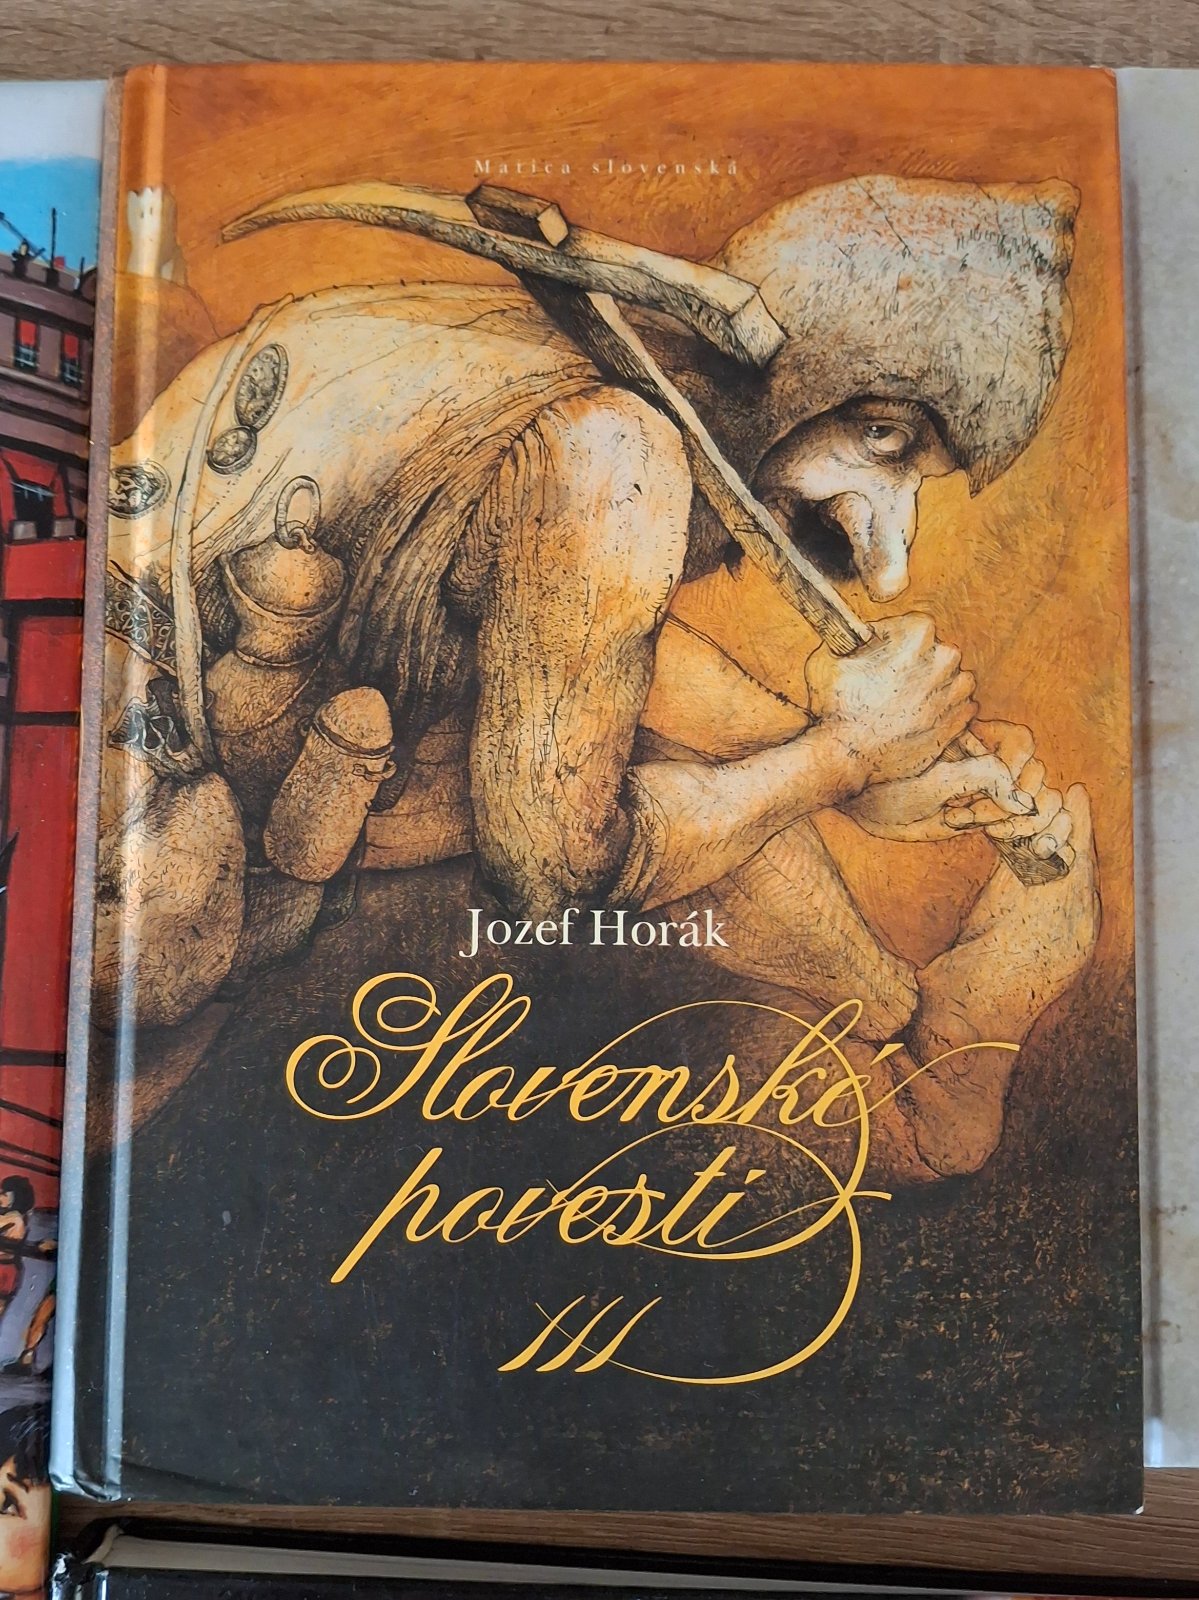 Matica slovenská
Jozef Horák
Slovenské
povesti
III